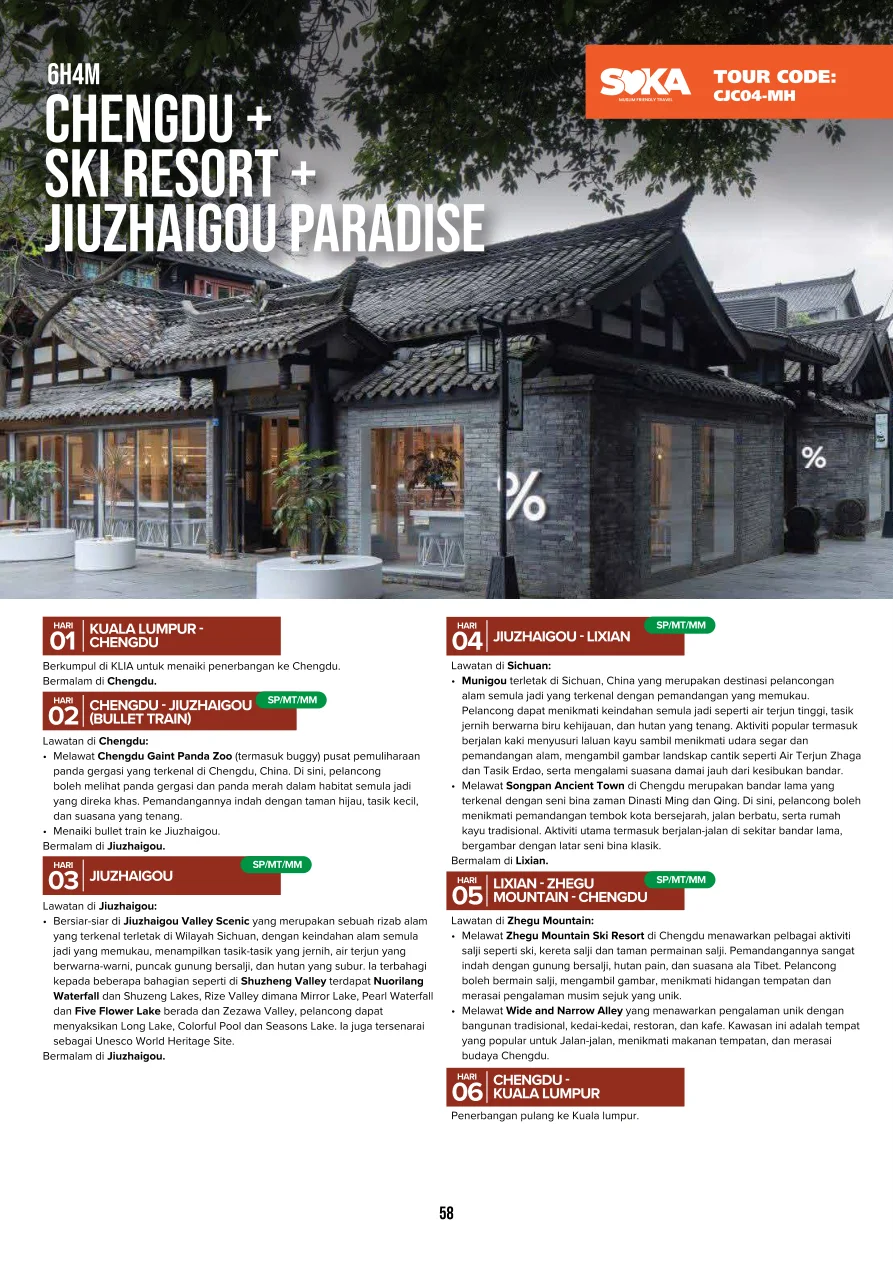 6H4M
CHENGDU +
SKI RESORT +
JIUZHAIGOU PARADISE
SOKA
MUSLIM FRIENDLY TRAVEL
TOUR CODE:
CJC04-MH
%
%
HARI
01
KUALA LUMPUR -
CHENGDU
Berkumpul di KLIA untuk menaiki penerbangan ke Chengdu.
Bermalam di Chengdu.
HARI
02
CHENGDU - JIUZHAIGOU
(BULLET TRAIN)
SP/MT/MM
Lawatan di Chengdu:
• Melawat Chengdu Gaint Panda Zoo (termasuk buggy) pusat pemuliharaan
panda gergasi yang terkenal di Chengdu, China. Di sini, pelancong
boleh melihat panda gergasi dan panda merah dalam habitat semula jadi
yang direka khas. Pemandangannya indah dengan taman hijau, tasik kecil,
dan suasana yang tenang.
• Menaiki bullet train ke Jiuzhaigou.
Bermalam di Jiuzhaigou.
HARI
03
JIUZHAIGOU
SP/MT/MM
Lawatan di Jiuzhaigou:
• Bersiar-siar di Jiuzhaigou Valley Scenic yang merupakan sebuah rizab alam
yang terkenal terletak di Wilayah Sichuan, dengan keindahan alam semula
jadi yang memukau, menampilkan tasik-tasik yang jernih, air terjun yang
berwarna-warni, puncak gunung bersalji, dan hutan yang subur. Ia terbahagi
kepada beberapa bahagian seperti di Shuzheng Valley terdapat Nuorilang
Waterfall dan Shuzeng Lakes, Rize Valley dimana Mirror Lake, Pearl Waterfall
dan Five Flower Lake berada dan Zezawa Valley, pelancong dapat
menyaksikan Long Lake, Colorful Pool dan Seasons Lake. Ia juga tersenarai
sebagai Unesco World Heritage Site.
Bermalam di Jiuzhaigou.
HARI
04
JIUZHAIGOU - LIXIAN
SP/MT/MM
Lawatan di Sichuan:
• Munigou terletak di Sichuan, China yang merupakan destinasi pelancongan
alam semula jadi yang terkenal dengan pemandangan yang memukau.
Pelancong dapat menikmati keindahan semula jadi seperti air terjun tinggi, tasik
jernih berwarna biru kehijauan, dan hutan yang tenang. Aktiviti popular termasuk
berjalan kaki menyusuri laluan kayu sambil menikmati udara segar dan
pemandangan alam, mengambil gambar landskap cantik seperti Air Terjun Zhaga
dan Tasik Erdao, serta mengalami suasana damai jauh dari kesibukan bandar.
• Melawat Songpan Ancient Town di Chengdu merupakan bandar lama yang
terkenal dengan seni bina zaman Dinasti Ming dan Qing. Di sini, pelancong boleh
menikmati pemandangan tembok kota bersejarah, jalan berbatu, serta rumah
kayu tradisional. Aktiviti utama termasuk berjalan-jalan di sekitar bandar lama,
bergambar dengan latar seni bina klasik.
Bermalam di Lixian.
HARI
05
LIXIAN - ZHEGU
MOUNTAIN - CHENGDU
SP/MT/MM
Lawatan di Zhegu Mountain:
• Melawat Zhegu Mountain Ski Resort di Chengdu menawarkan pelbagai aktiviti
salji seperti ski, kereta salji dan taman permainan salji. Pemandangannya sangat
indah dengan gunung bersalji, hutan pain, dan suasana ala Tibet. Pelancong
boleh bermain salji, mengambil gambar, menikmati hidangan tempatan dan
merasai pengalaman musim sejuk yang unik.
• Melawat Wide and Narrow Alley yang menawarkan pengalaman unik dengan
bangunan tradisional, kedai-kedai, restoran, dan kafe. Kawasan ini adalah tempat
yang popular untuk Jalan-jalan, menikmati makanan tempatan, dan merasai
budaya Chengdu.
HARI
06
CHENGDU -
KUALA LUMPUR
Penerbangan pulang ke Kuala lumpur.
58